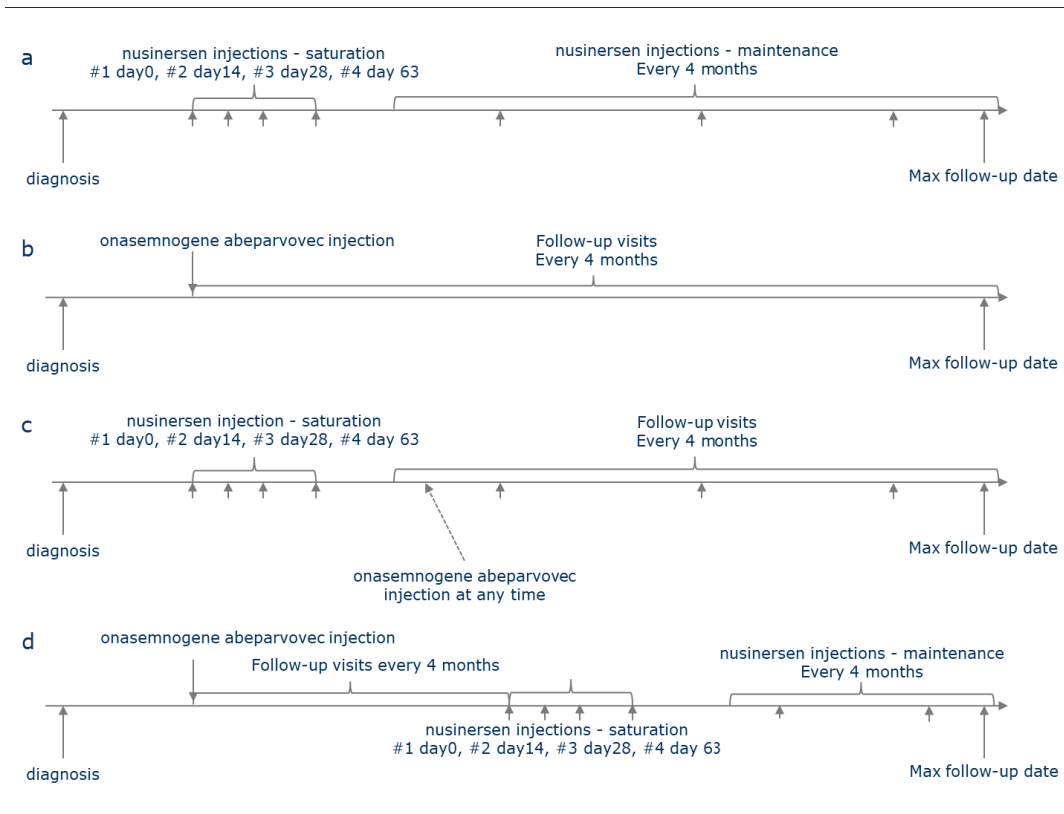 a
nusinersen injections - saturation
#1 day0, #2 day14, #3 day28, #4 day 63
nusinersen injections - maintenance
Every 4 months
diagnosis
Max follow-up date
b
onasemnogene abeparvovec injection
Follow-up visits
Every 4 months
diagnosis
Max follow-up date
c
nusinersen injection - saturation
#1 day0, #2 day14, #3 day28, #4 day 63
Follow-up visits
Every 4 months
diagnosis
Max follow-up date
onasemnogene abeparvovec
injection at any time
d
onasemnogene abeparvovec injection
Follow-up visits every 4 months
nusinersen injections - maintenance
Every 4 months
nusinersen injections - saturation
#1 day0, #2 day14, #3 day28, #4 day 63
diagnosis
Max follow-up date